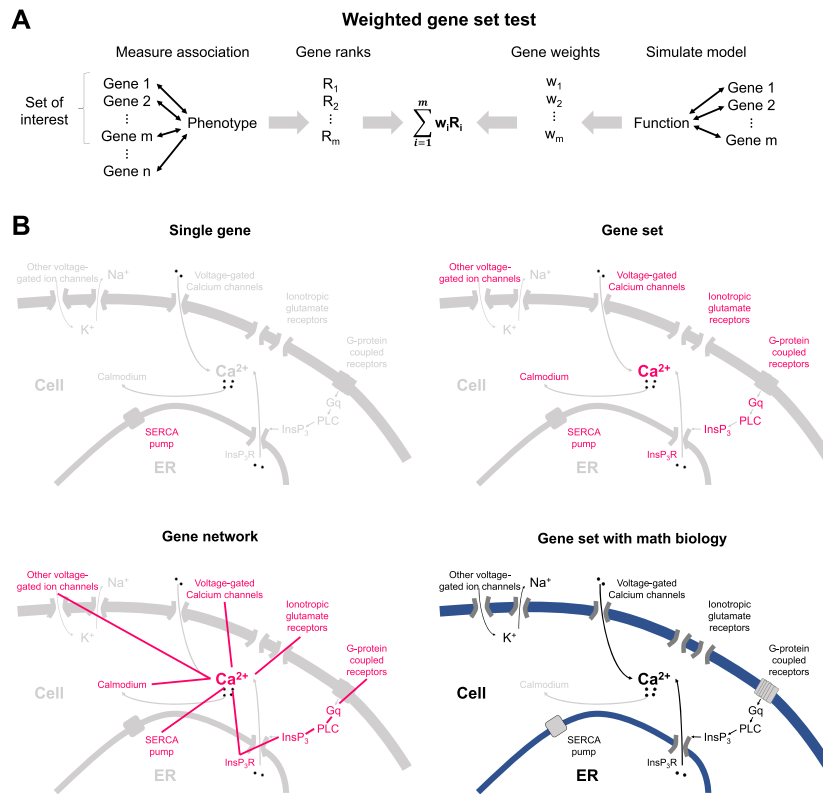 A
Weighted gene set test
Measure association
Gene ranks
Gene weights
Simulate model
Set of
interest
Gene 1
Gene 2
⋮
Gene m
⋮
Gene n
Phenotype
R1
R2
⋮
Rm
m
∑ wiRi
i=1
w1
w2
⋮
wm
Function
Gene 1
Gene 2
⋮
Gene m
B
Single gene
Other voltage-
gated ion channels
Na+
K+
Voltage-gated
Calcium channels
Ionotropic
glutamate
receptors
G-protein
coupled
receptors
Cell
Calmodium
Ca2+
Gq
PLC
InsP3
SERCA
pump
InsP3R
ER
Gene set
Other voltage-
gated ion channels
Na+
K+
Voltage-gated
Calcium channels
Ionotropic
glutamate
receptors
G-protein
coupled
receptors
Cell
Calmodium
Ca2+
Gq
PLC
InsP3
SERCA
pump
InsP3R
ER
Gene network
Other voltage-
gated ion channels
Na+
K+
Voltage-gated
Calcium channels
Ionotropic
glutamate
receptors
G-protein
coupled
receptors
Cell
Calmodium
Ca2+
Gq
PLC
InsP3
SERCA
pump
InsP3R
ER
Gene set with math biology
Other voltage-
gated ion channels
Na+
K+
Voltage-gated
Calcium channels
Ionotropic
glutamate
receptors
G-protein
coupled
receptors
Cell
Calmodium
Ca2+
Gq
PLC
InsP3
SERCA
pump
InsP3R
ER